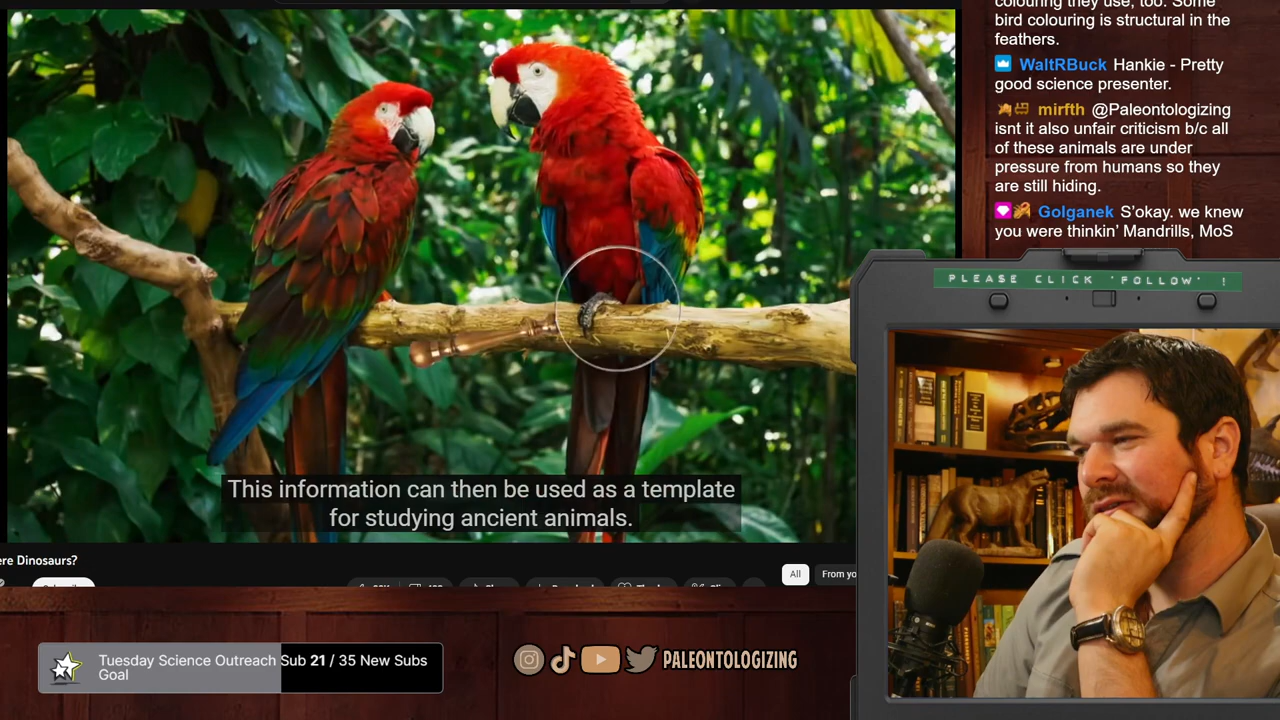 colouring they use, too. Some
bird colouring is structural in the
feathers.
WaltRBuck Hankie - Pretty
good science presenter.
mirfth @Paleontologizing
isnt it also unfair criticism b/c all
of these animals are under
pressure from humans so they
are still hiding.
Golganek S’okay. we knew
you were thinkin’ Mandrills, MoS
PLEASE CLICK 'FOLLOW' !
This information can then be used as a template
for studying ancient animals.
ere Dinosaurs?
All
From yo
Tuesday Science Outreach Sub 21 / 35 New Subs
Goal
PALEONTOLOGIZING